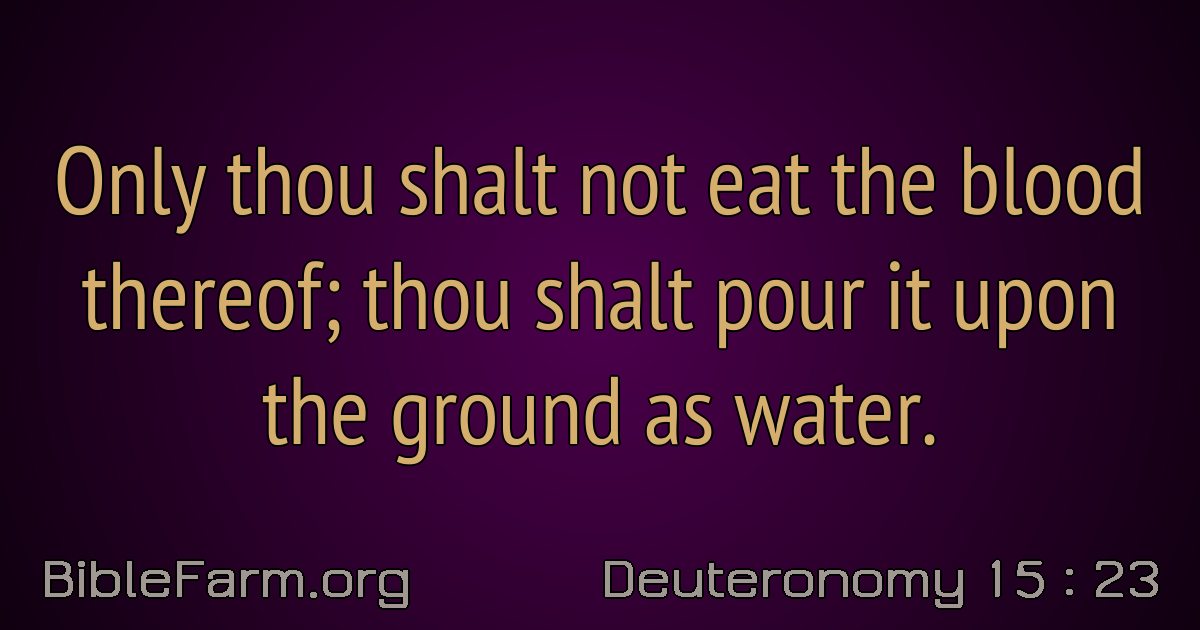 Only thou shalt not eat the blood
thereof; thou shalt pour it upon
the ground as water.
BibleFarm.org
Deuteronomy 15 : 23